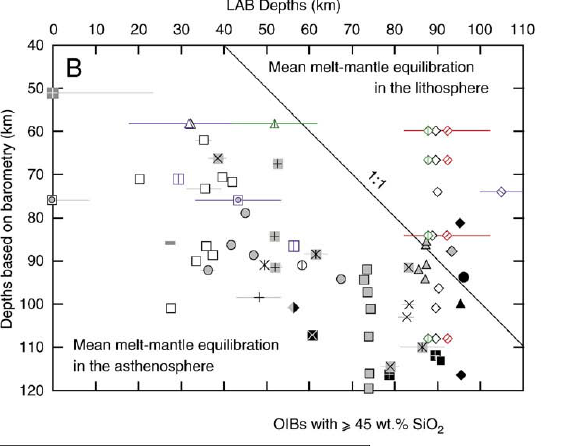 LAB Depths (km)
0 10 20 30 40 50 60 70 80 90 100 110
40
50
60
70
80
90
100
110
120
Depths based on barometry (km)
B
Mean melt-mantle equilibration
in the lithosphere
1:1
Mean melt-mantle equilibration
in the asthenosphere
OIBs with ⩾ 45 wt.% SiO₂